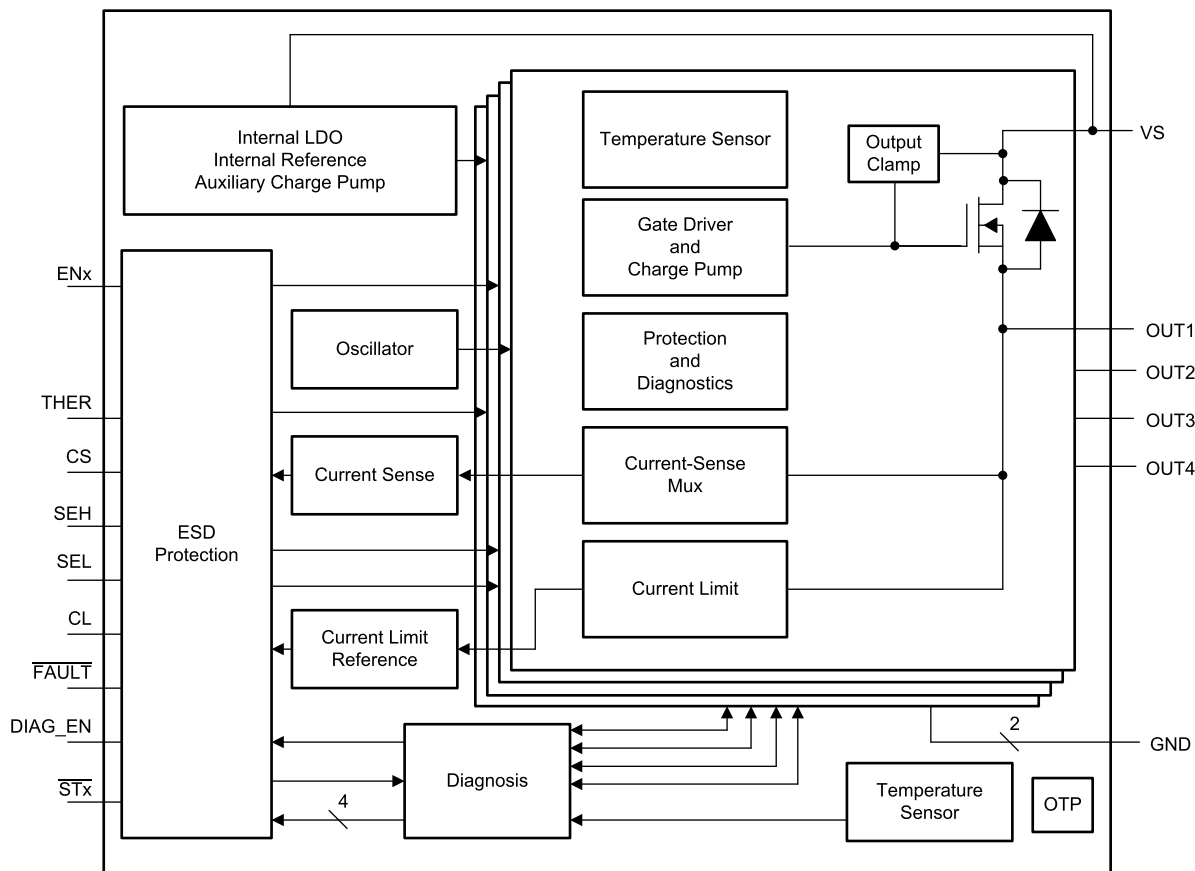 Internal LDO
Internal Reference
Auxiliary Charge Pump
Temperature Sensor
Output
Clamp
VS
Gate Driver
and
Charge Pump
ENx
Oscillator
Protection
and
Diagnostics
OUT1
OUT2
OUT3
OUT4
THER
CS
SEH
SEL
CL
FAULT
DIAG_EN
STx
ESD
Protection
Current Sense
Current-Sense
Mux
Current Limit
Current Limit
Reference
2
GND
Diagnosis
4
Temperature
Sensor
OTP